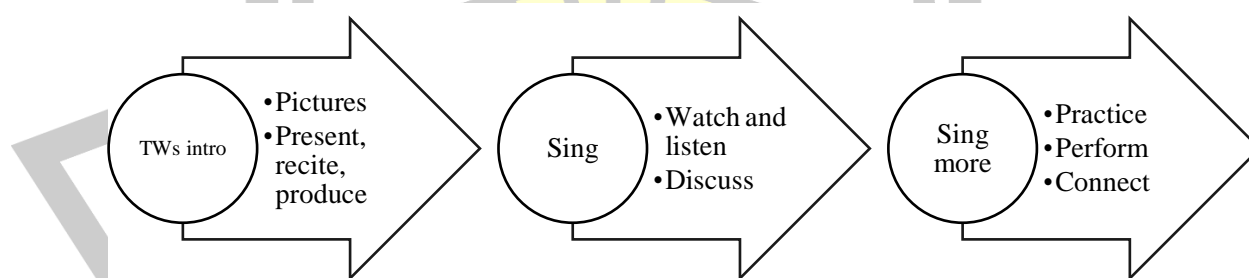 TWs intro
•Pictures
•Present,
recite,
produce
Sing
•Watch and
listen
•Discuss
Sing
more
•Practice
•Perform
•Connect